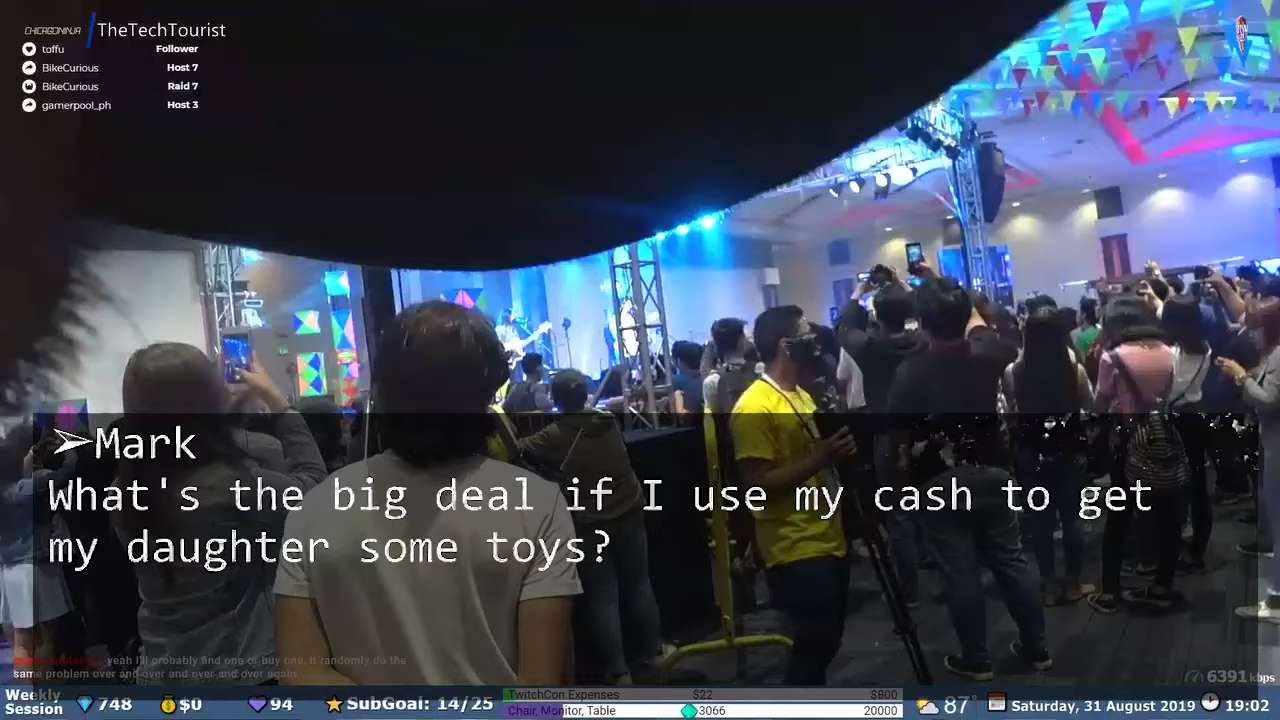 CHICAGONINJA TheTechTourist
toffu Follower
BikeCurious Host 7
BikeCurious Raid 7
gamerpool_ph Host 3
➢Mark
What's the big deal if I use my cash to get
my daughter some toys?
yeah I'll probably find one or buy one, it randomly do the
same problem over and over and over and over again
6391 kbps
Weekly
Session
748 $0 94 SubGoal: 14/25
TwitchCon Expenses $22 $800
Chair, Monitor, Table 3066 20000
87° Saturday, 31 August 2019 19:02